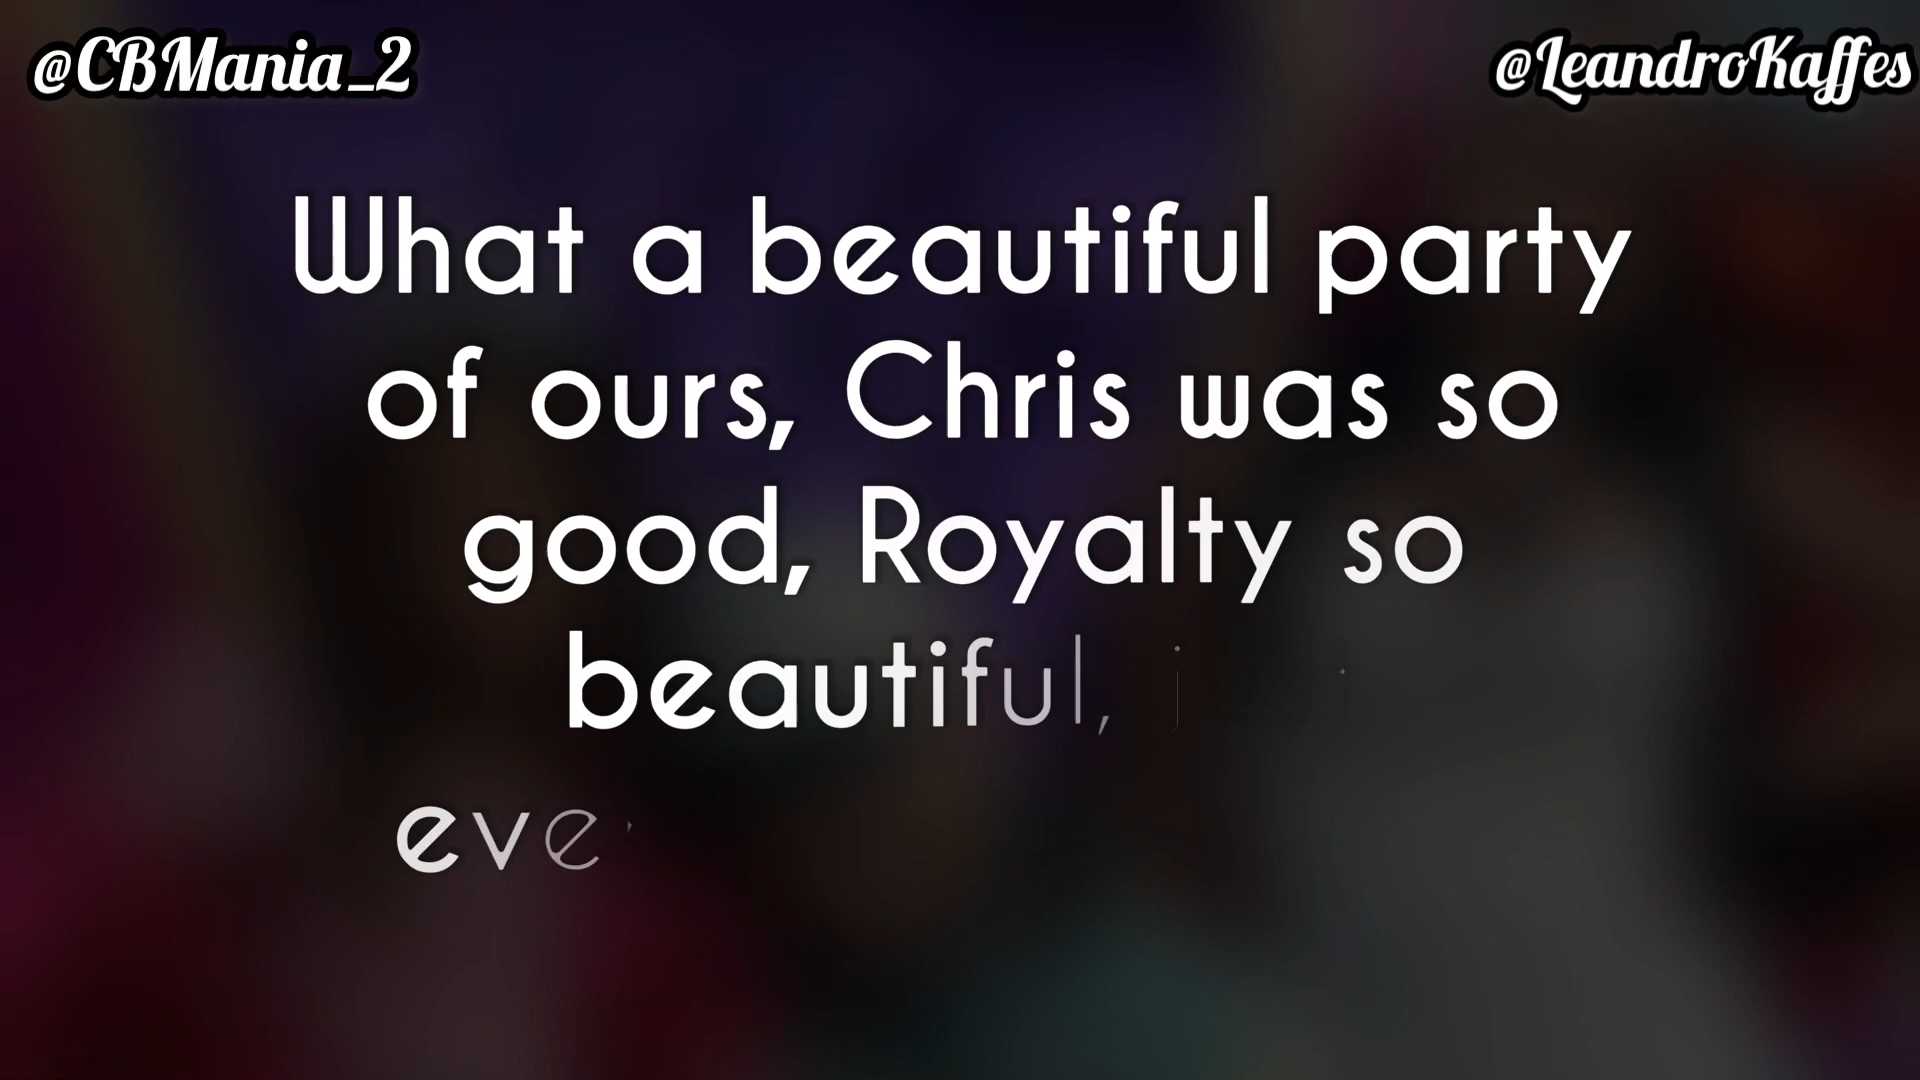 @CBMania_2
@LeandroKaffes
What a beautiful party
of ours, Chris was so
good, Royalty so
beautiful,